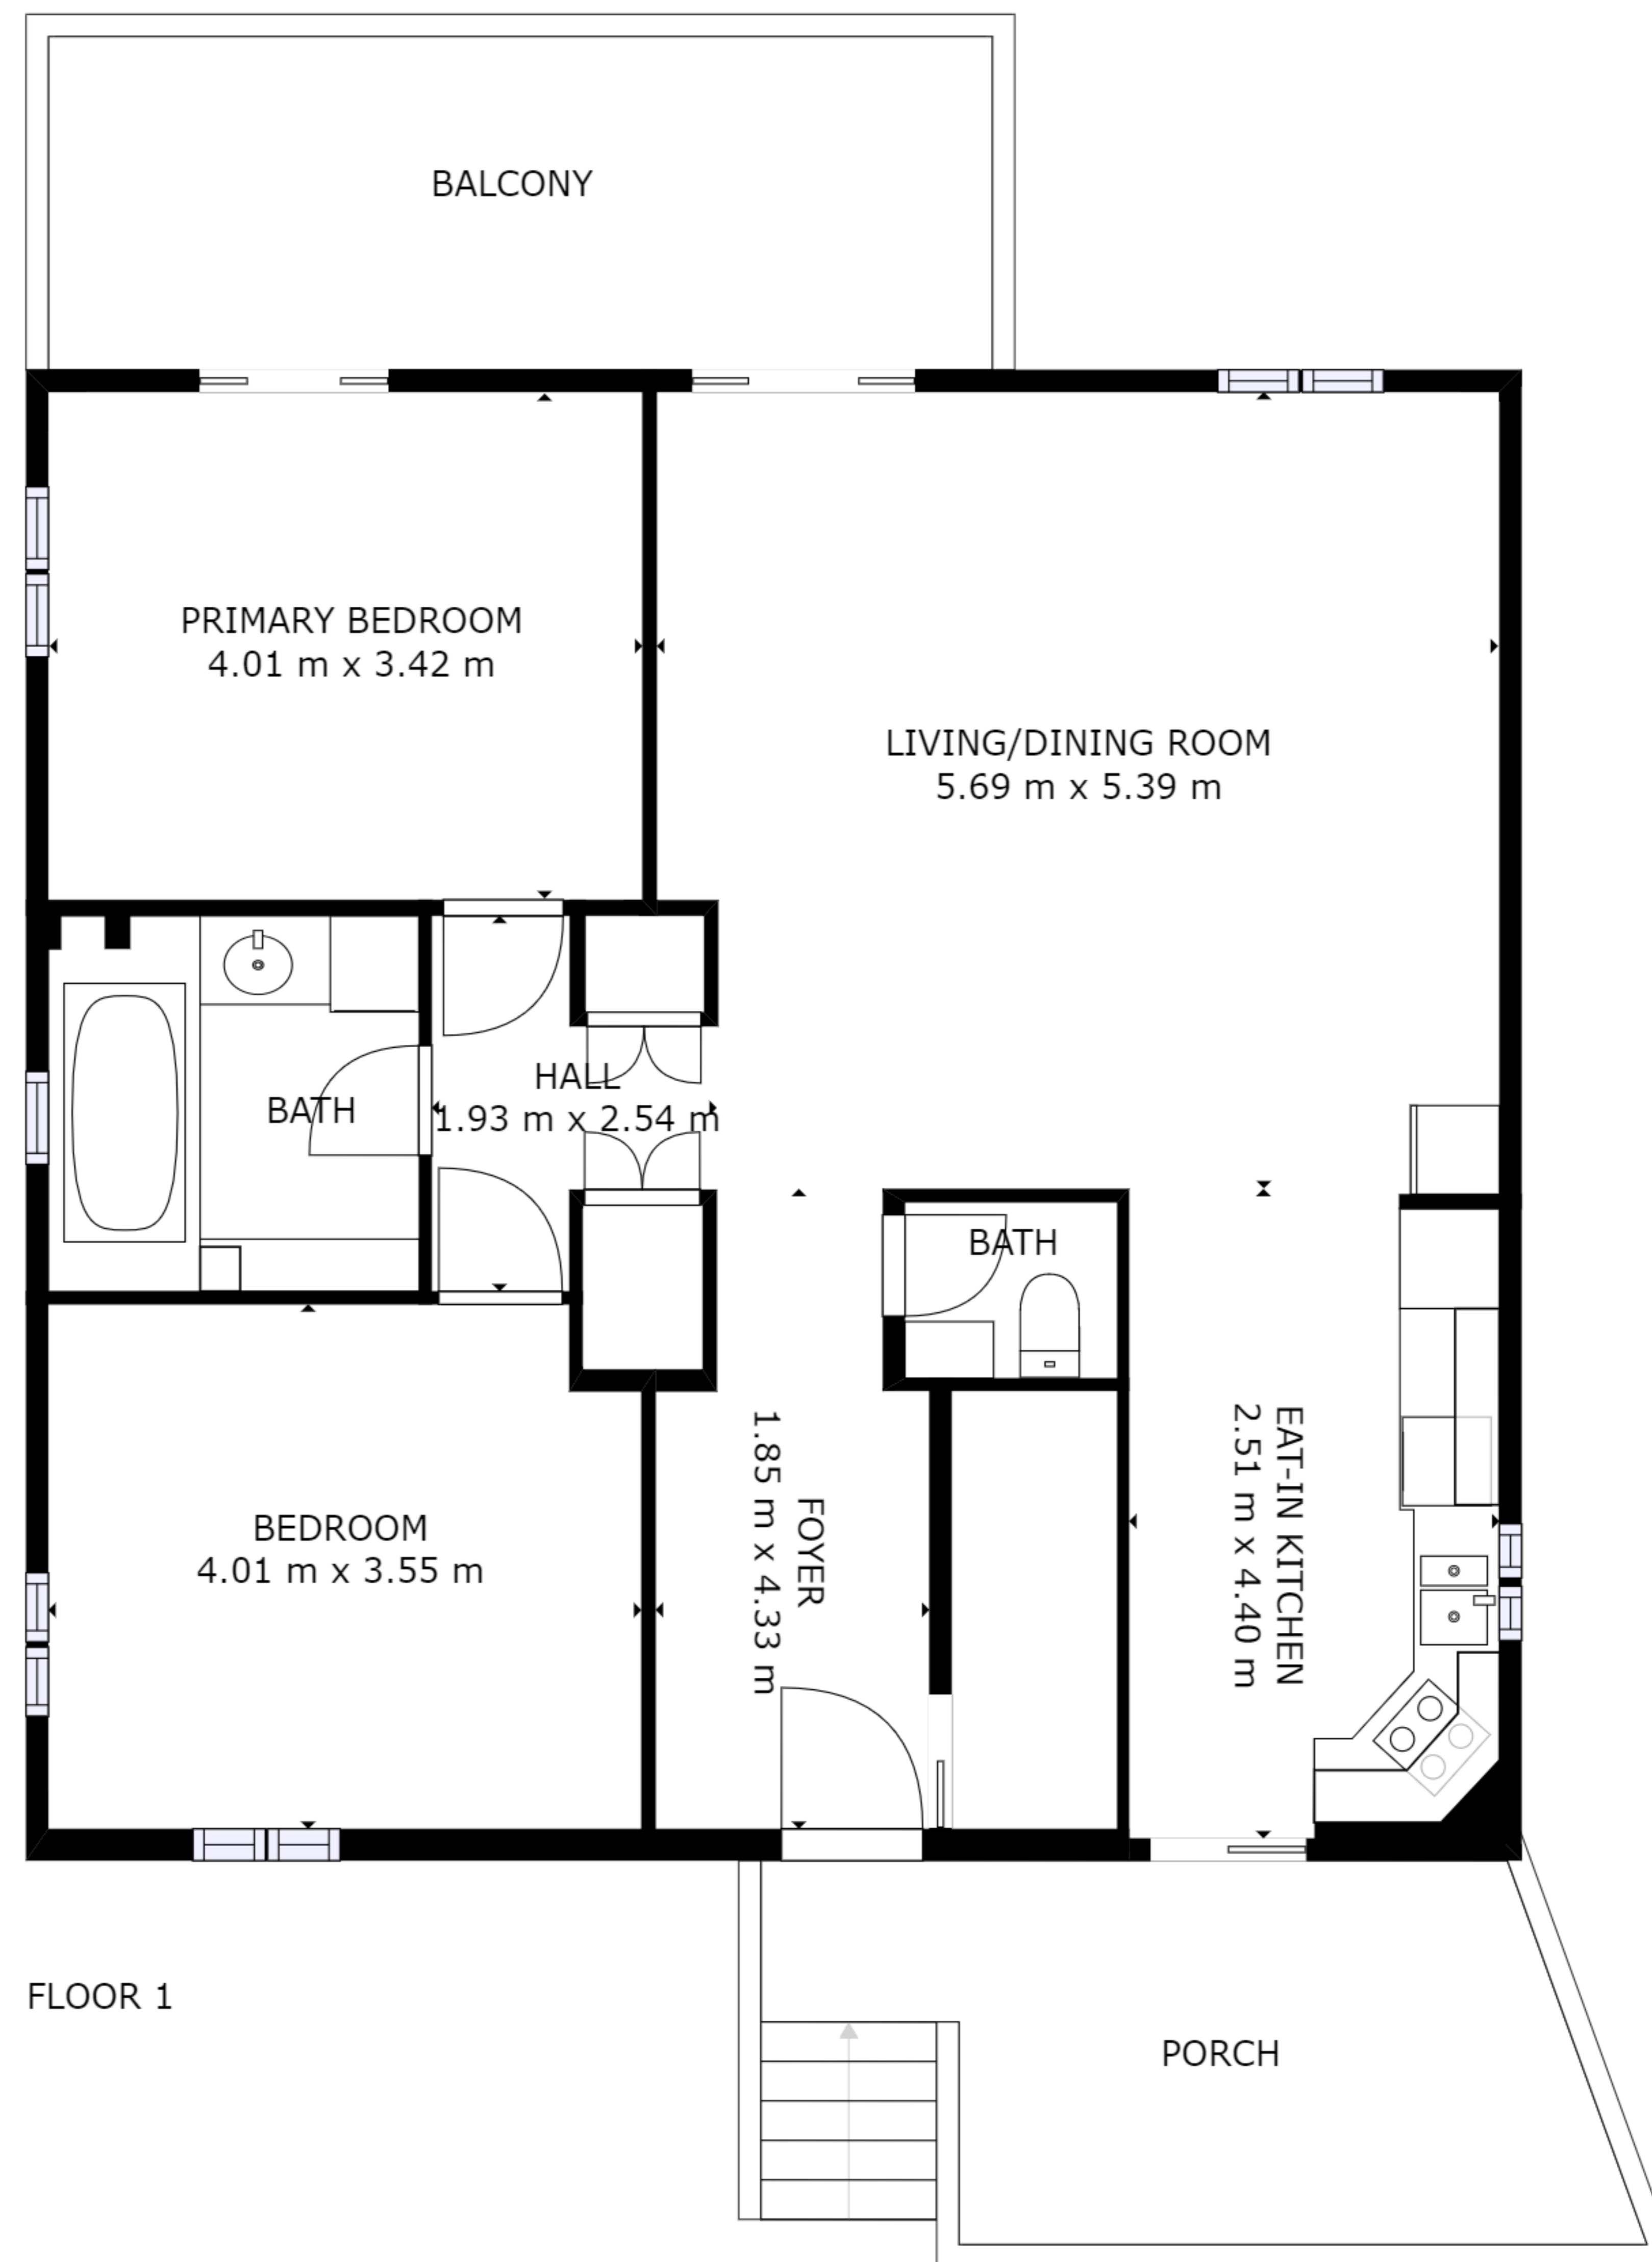 BALCONY
PRIMARY BEDROOM
4.01 m x 3.42 m
LIVING/DINING ROOM
5.69 m x 5.39 m
HALL
1.93 m x 2.54 m
BATH
BATH
EAT-IN KITCHEN
2.51 m x 4.40 m
FOYER
1.85 m x 4.33 m
BEDROOM
4.01 m x 3.55 m
FLOOR 1
PORCH